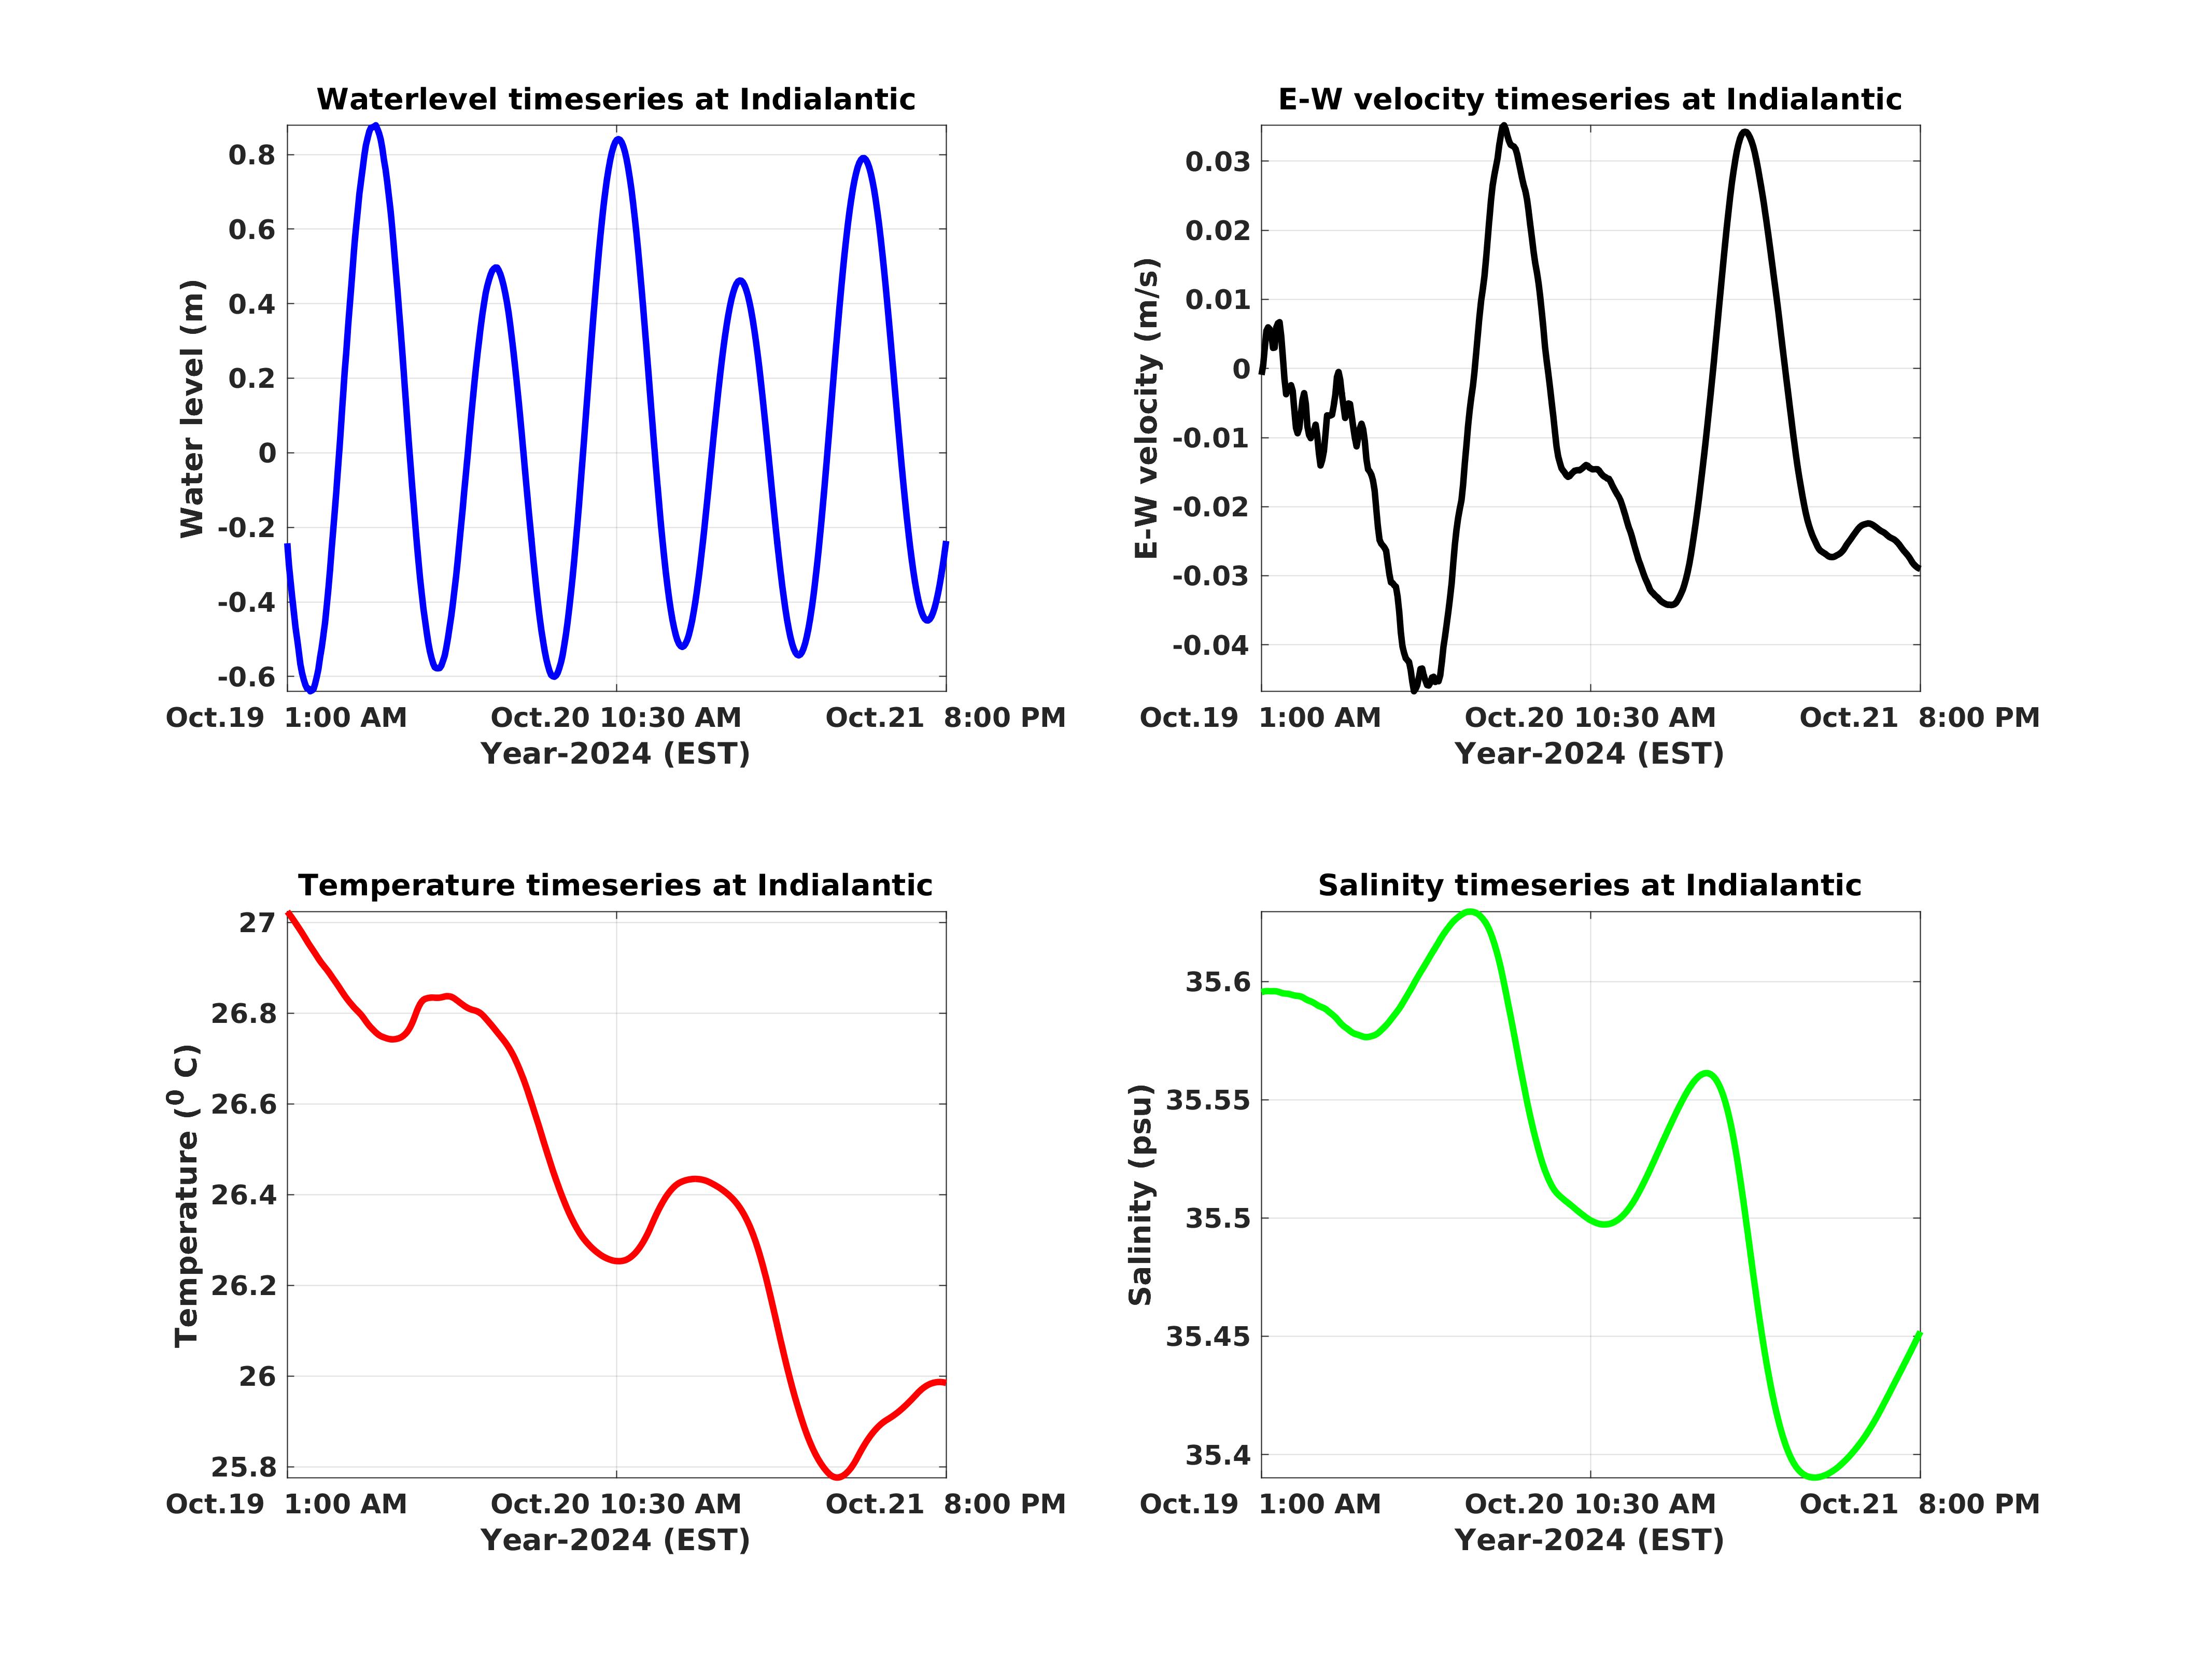 Waterlevel timeseries at Indialantic
0.8
0.6
0.4
0.2
0
-0.2
-0.4
-0.6
Water level (m)
Oct.19 1:00 AM Oct.20 10:30 AM Oct.21 8:00 PM
Year-2024 (EST)
E-W velocity timeseries at Indialantic
0.03
0.02
0.01
0
-0.01
-0.02
-0.03
-0.04
E-W velocity (m/s)
Oct.19 1:00 AM Oct.20 10:30 AM Oct.21 8:00 PM
Year-2024 (EST)
Temperature timeseries at Indialantic
27
26.8
26.6
26.4
26.2
26
25.8
Temperature (⁰ C)
Oct.19 1:00 AM Oct.20 10:30 AM Oct.21 8:00 PM
Year-2024 (EST)
Salinity timeseries at Indialantic
35.6
35.55
35.5
35.45
35.4
Salinity (psu)
Oct.19 1:00 AM Oct.20 10:30 AM Oct.21 8:00 PM
Year-2024 (EST)